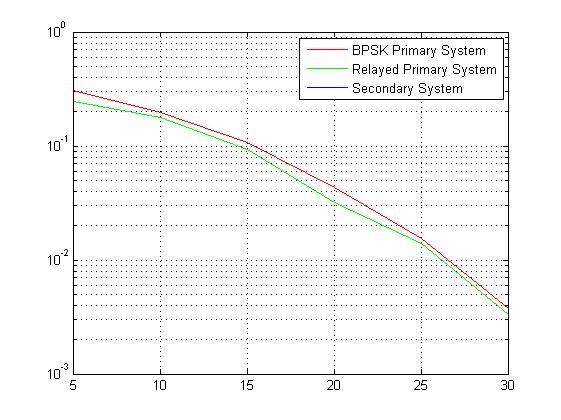 10^0
10^-1
10^-2
10^-3
5 10 15 20 25 30
BPSK Primary System
Relayed Primary System
Secondary System